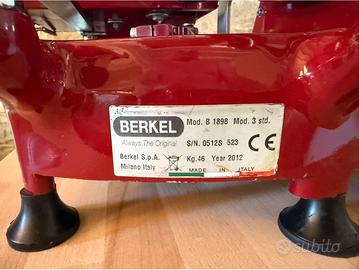 BERKEL
Always The Original
Mod. B 1898 Mod. 3 std.
S/N. 0512S 523
CE
Berkel S.p.A.
Milano Italy
Kg.46 Year 2012
MADE IN ITALY
subito